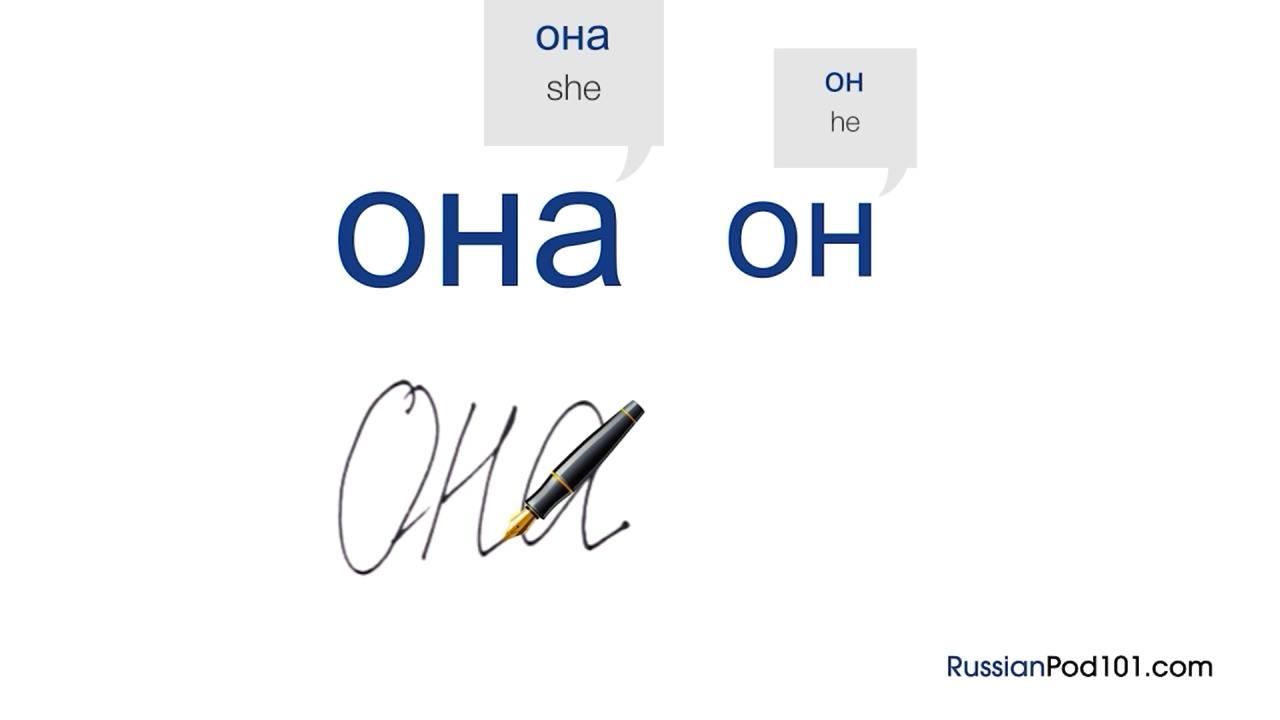 она
she
он
he
она он
она
RussianPod101.com